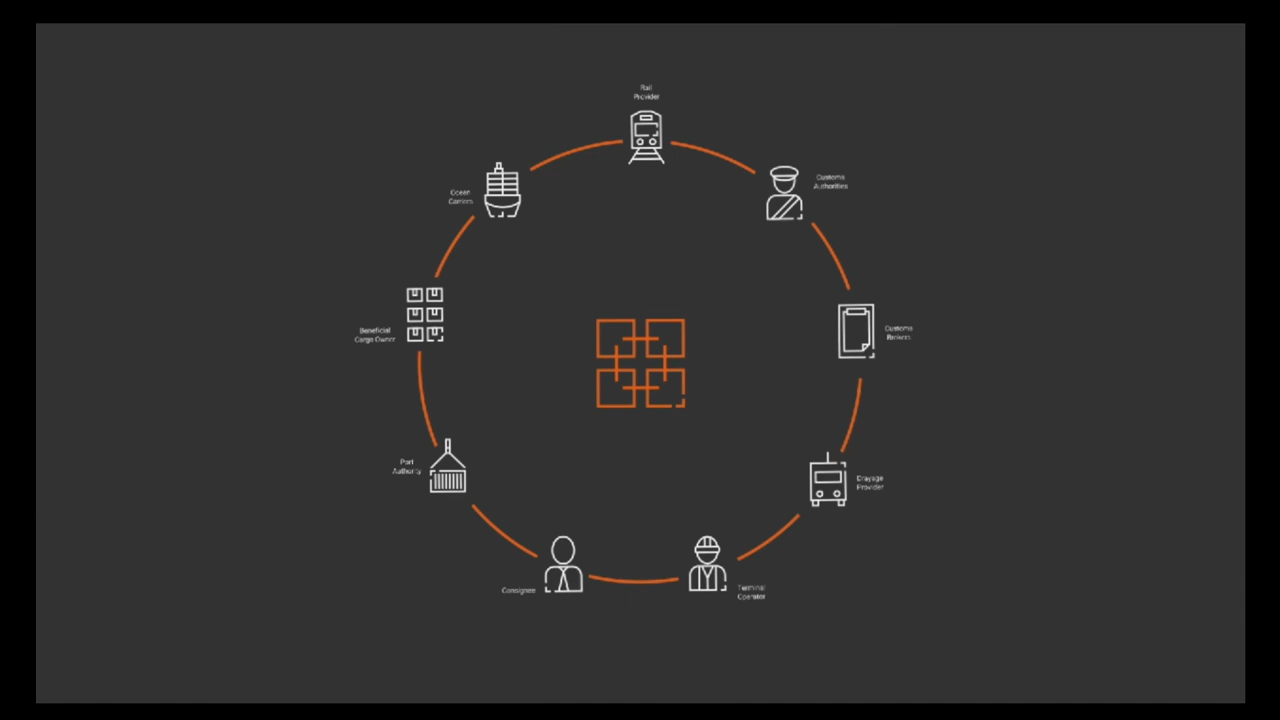 Rail
Provider
Customs
Authorities
Ocean
Carriers
Beneficial
Cargo Owner
Customs
Brokers
Port
Authority
Drayage
Provider
Consignee
Terminal
Operator